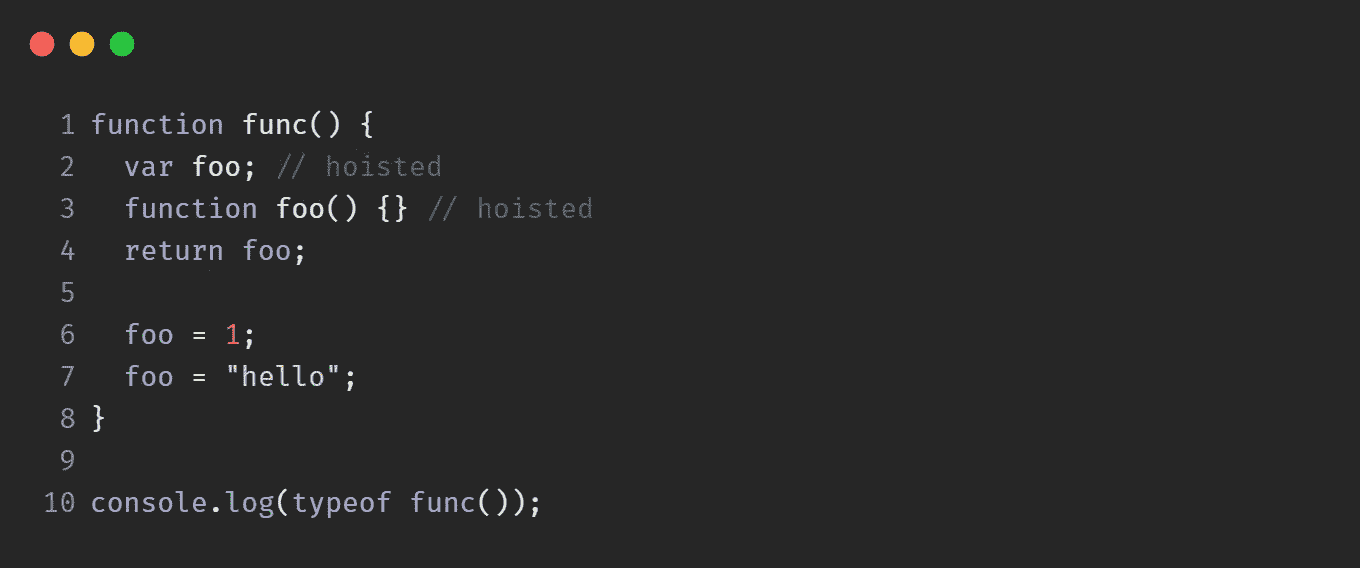 1 function func() {
2 var foo; // hoisted
3 function foo() {} // hoisted
4 return foo;
5
6 foo = 1;
7 foo = "hello";
8 }
9
10 console.log(typeof func());